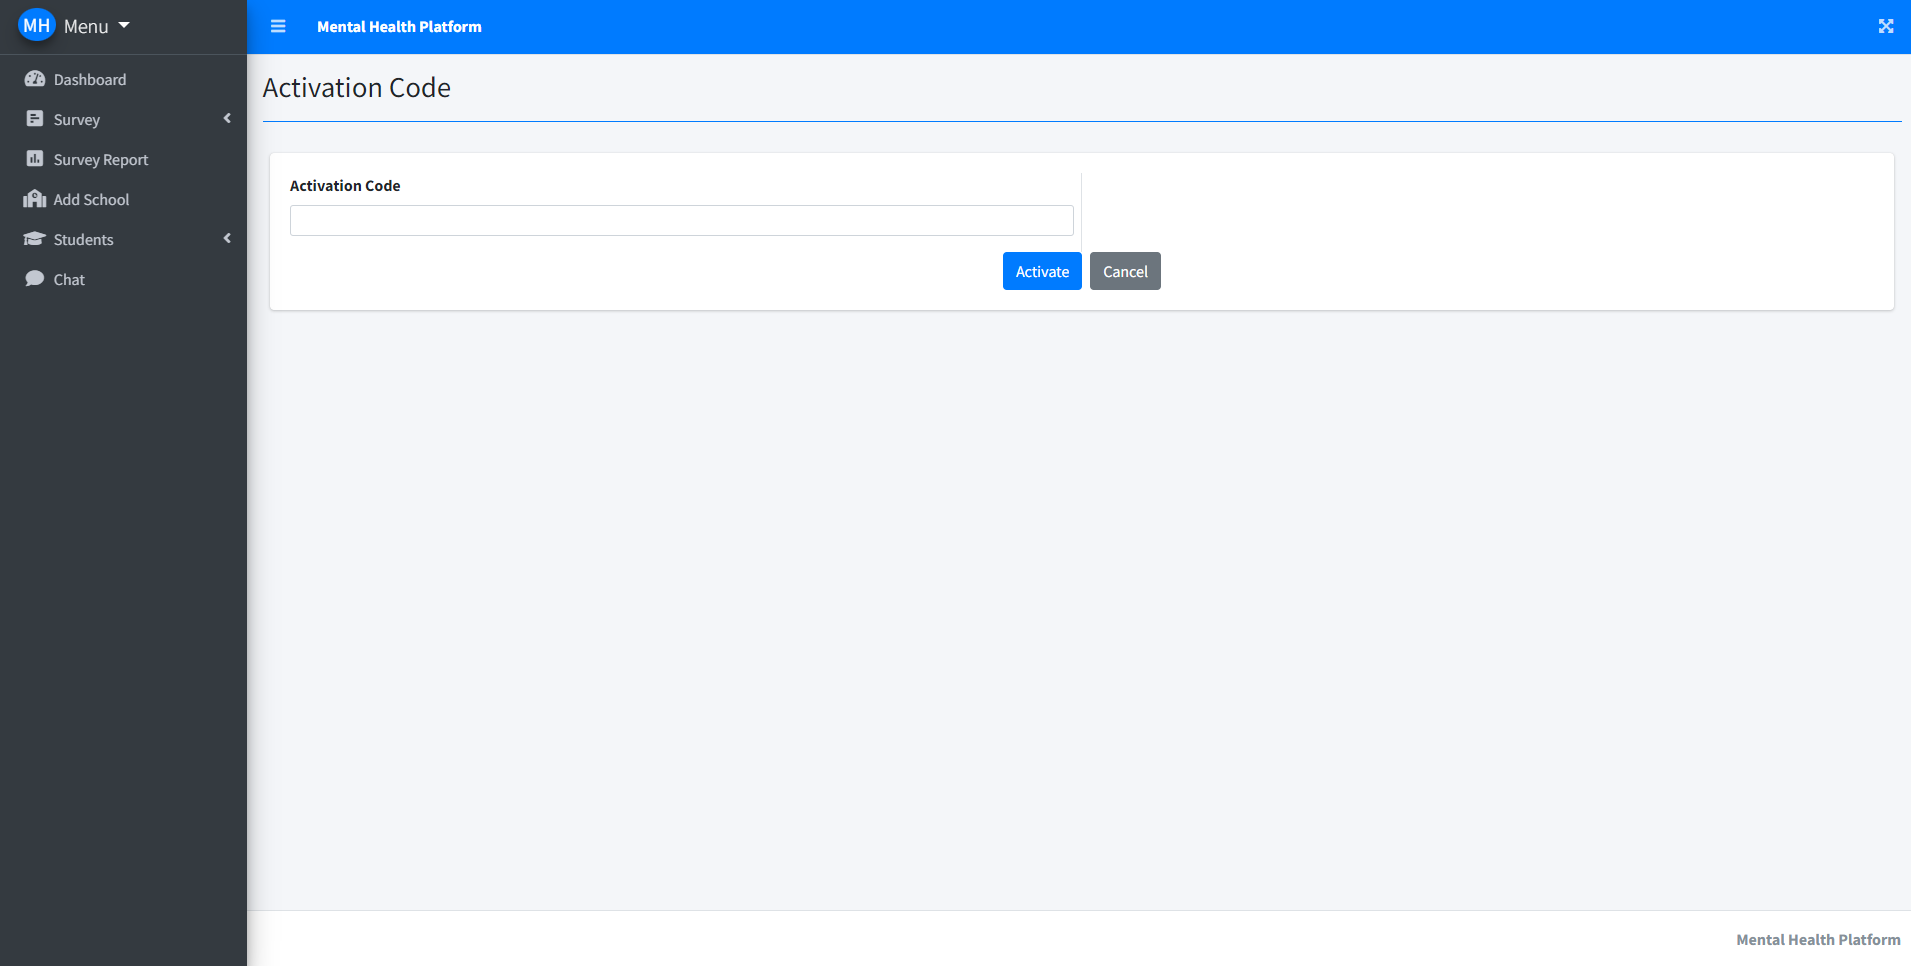 MH Menu
Mental Health Platform
Dashboard
Survey
Survey Report
Add School
Students
Chat
Activation Code
Activation Code
Activate
Cancel
Mental Health Platform